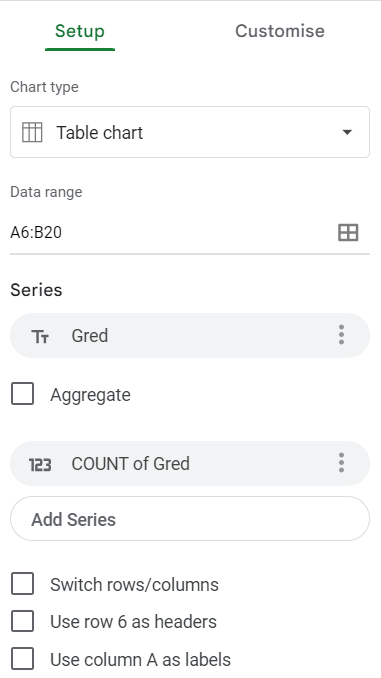 Setup Customise
Chart type
Table chart
Data range
A6:B20
Series
Tт Gred
Aggregate
123 COUNT of Gred
Add Series
Switch rows/columns
Use row 6 as headers
Use column A as labels